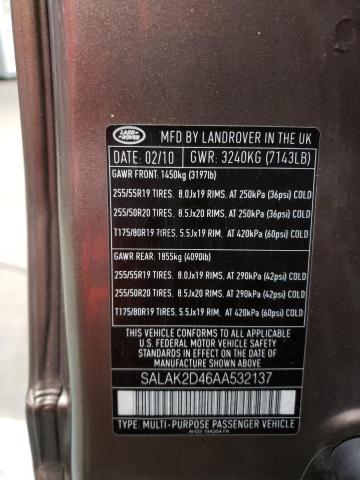 LAND ROVER
MFD BY LANDROVER IN THE UK
DATE: 02/10 GWR: 3240KG (7143LB)
GAWR FRONT: 1450kg (3197lb)
255/55R19 TIRES. 8.0Jx19 RIMS, AT 250kPa (36psi) COLD
255/50R20 TIRES. 8.5Jx20 RIMS, AT 250kPa (36psi) COLD
T175/80R19 TIRES. 5.5Jx19 RIM, AT 420kPa (60psi) COLD
GAWR REAR: 1855kg (4090lb)
255/55R19 TIRES. 8.0Jx19 RIMS, AT 290kPa (42psi) COLD
255/50R20 TIRES. 8.5Jx20 RIMS, AT 290kPa (42psi) COLD
T175/80R19 TIRES. 5.5Jx19 RIM, AT 420kPa (60psi) COLD
THIS VEHICLE CONFORMS TO ALL APPLICABLE
U.S. FEDERAL MOTOR VEHICLE SAFETY
STANDARDS IN EFFECT ON THE DATE OF
MANUFACTURE SHOWN ABOVE.
SALAK2D46AA532137
TYPE: MULTI-PURPOSE PASSENGER VEHICLE
AH22-19A354-FA